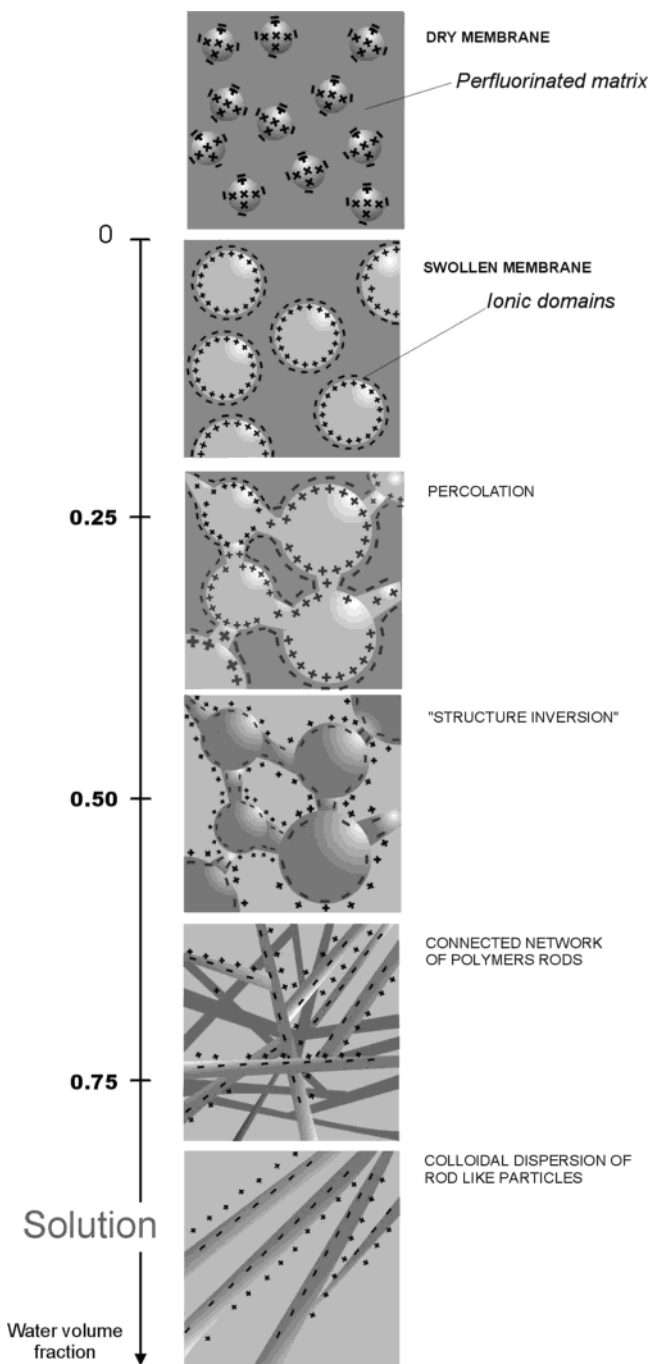 DRY MEMBRANE
Perfluorinated matrix
0
SWOLLEN MEMBRANE
Ionic domains
PERCOLATION
0.25
"STRUCTURE INVERSION"
0.50
CONNECTED NETWORK
OF POLYMERS RODS
0.75
COLLOIDAL DISPERSION OF
ROD LIKE PARTICLES
Solution
Water volume
fraction